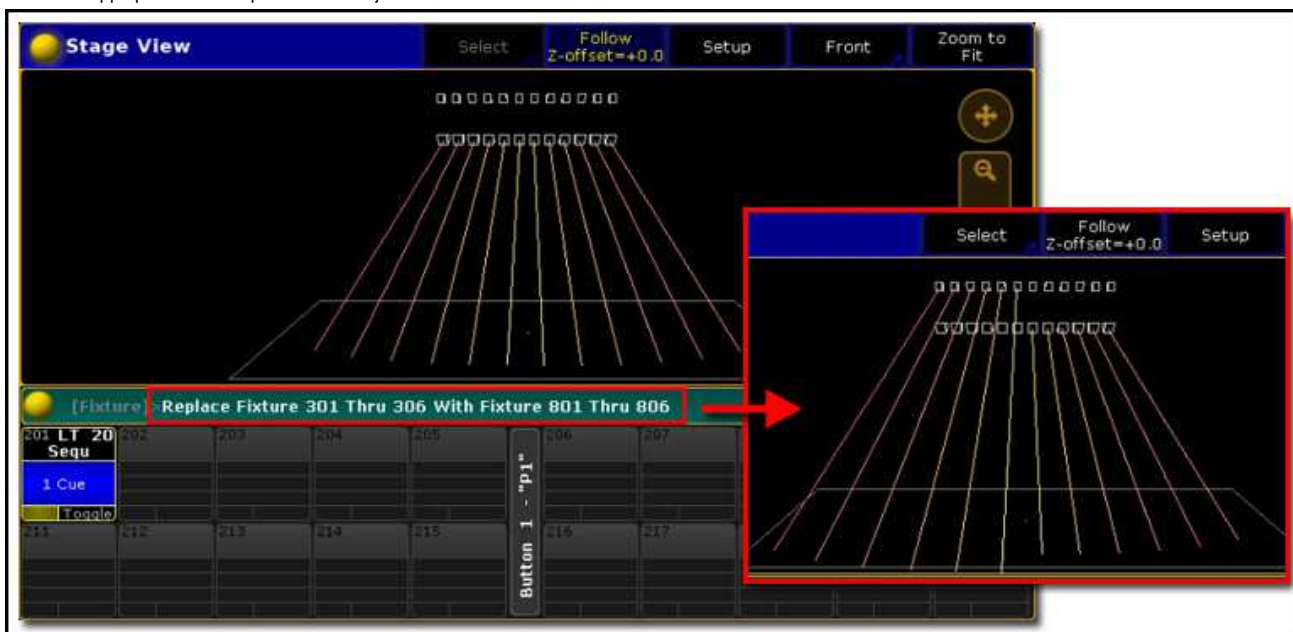 Stage View
Select
Follow
Z-offset=+0.0
Setup
Front
Zoom to
Fit
Select
Follow
Z-offset=+0.0
Setup
[Fixture]> Replace Fixture 301 Thru 306 With Fixture 801 Thru 806
201 LT 20
Sequ
1 Cue
Toggle
202
203
204
205
206
207
Button 1 - "P1"
211
212
213
214
215
216
217